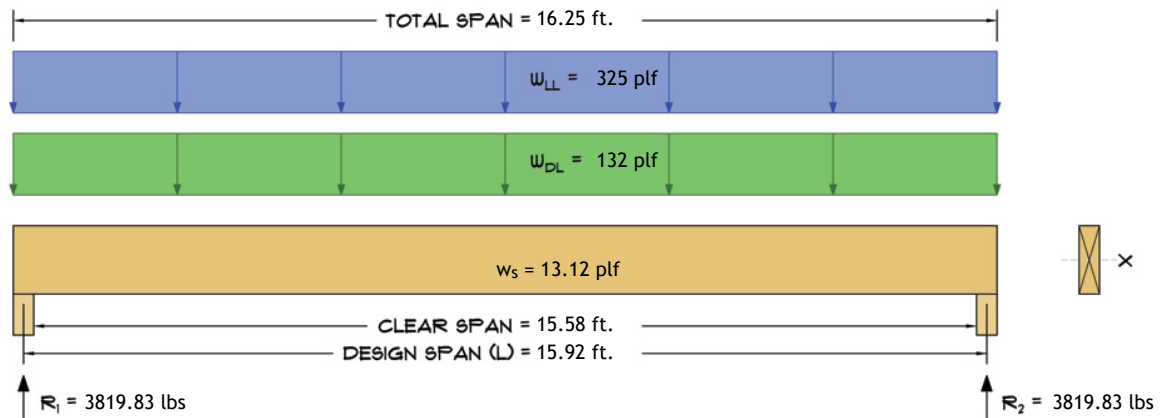 TOTAL SPAN = 16.25 ft.
WLL = 325 plf
WDL = 132 plf
ws = 13.12 plf
X
CLEAR SPAN = 15.58 ft.
DESIGN SPAN (L) = 15.92 ft.
R1 = 3819.83 lbs
R2 = 3819.83 lbs